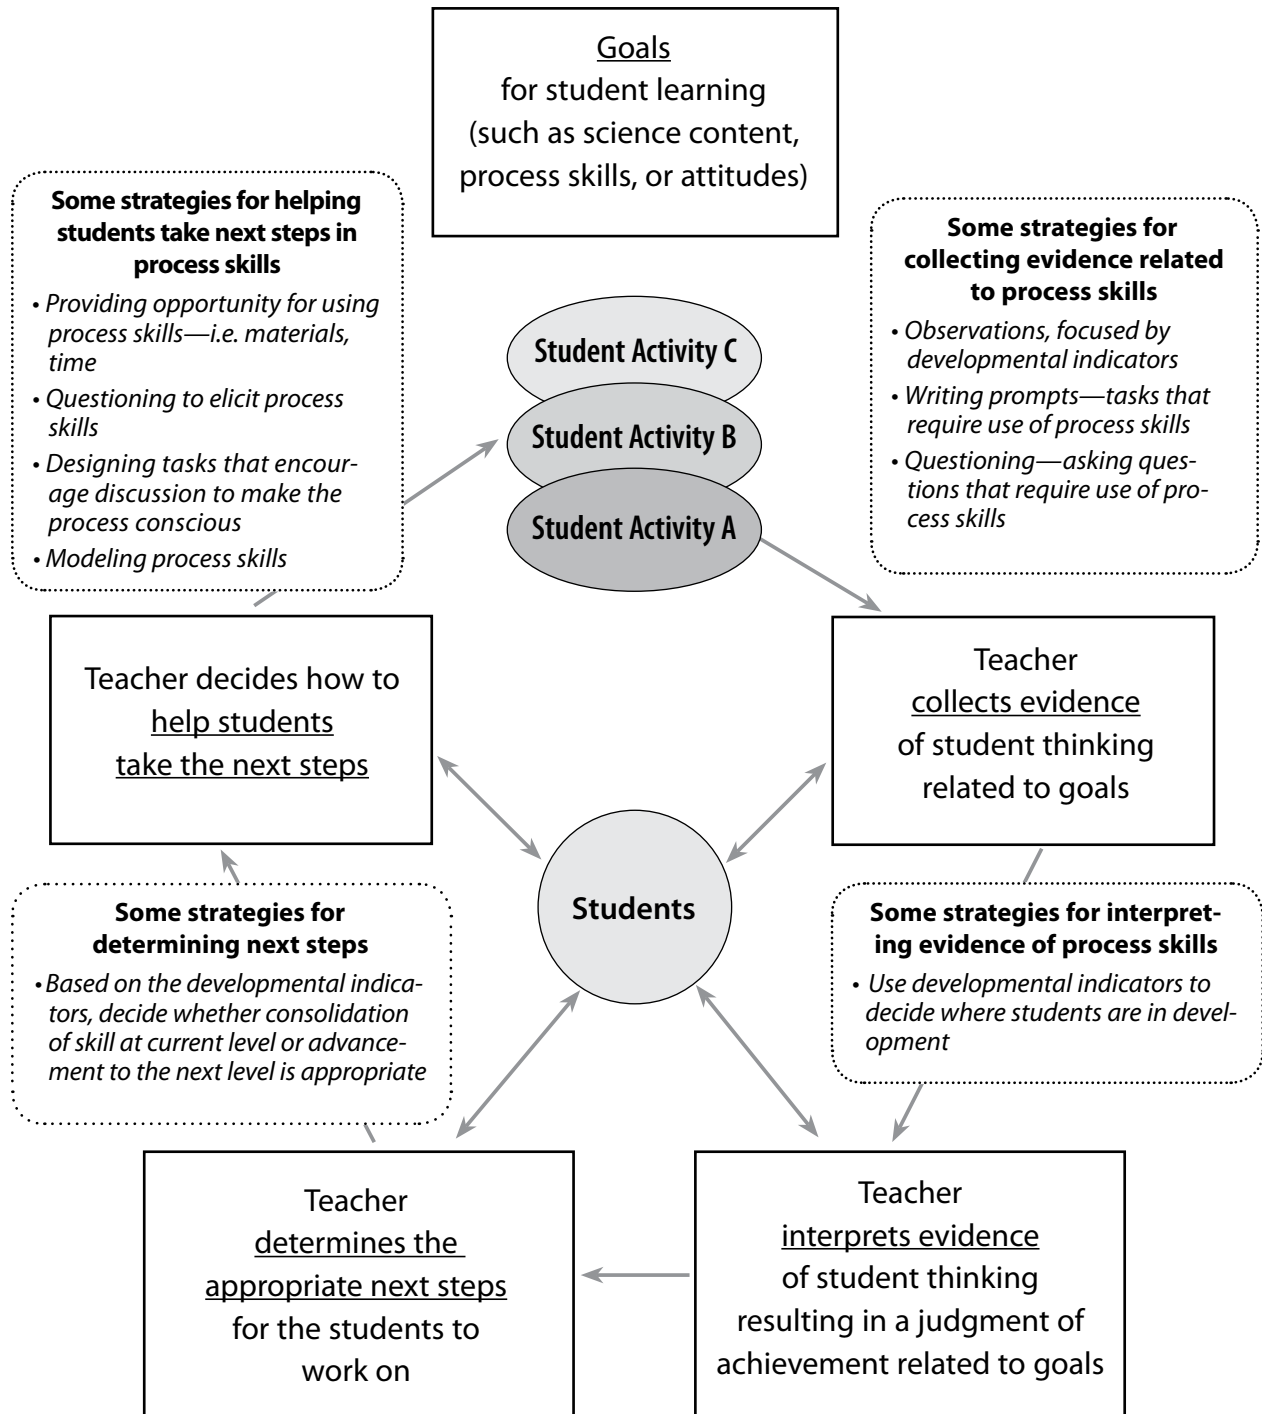 Goals
for student learning
(such as science content,
process skills, or attitudes)
Some strategies for helping
students take next steps in
process skills
• Providing opportunity for using
process skills—i.e. materials,
time
• Questioning to elicit process
skills
• Designing tasks that encour-
age discussion to make the
process conscious
• Modeling process skills
Some strategies for
collecting evidence related
to process skills
• Observations, focused by
developmental indicators
• Writing prompts—tasks that
require use of process skills
• Questioning—asking ques-
tions that require use of pro-
cess skills
Student Activity C
Student Activity B
Student Activity A
Teacher decides how to
help students
take the next steps
Teacher
collects evidence
of student thinking
related to goals
Students
Some strategies for
determining next steps
• Based on the developmental indica-
tors, decide whether consolidation
of skill at current level or advance-
ment to the next level is appropriate
Some strategies for interpret-
ing evidence of process skills
• Use developmental indicators to
decide where students are in devel-
opment
Teacher
determines the
appropriate next steps
for the students to
work on
Teacher
interprets evidence
of student thinking
resulting in a judgment of
achievement related to goals